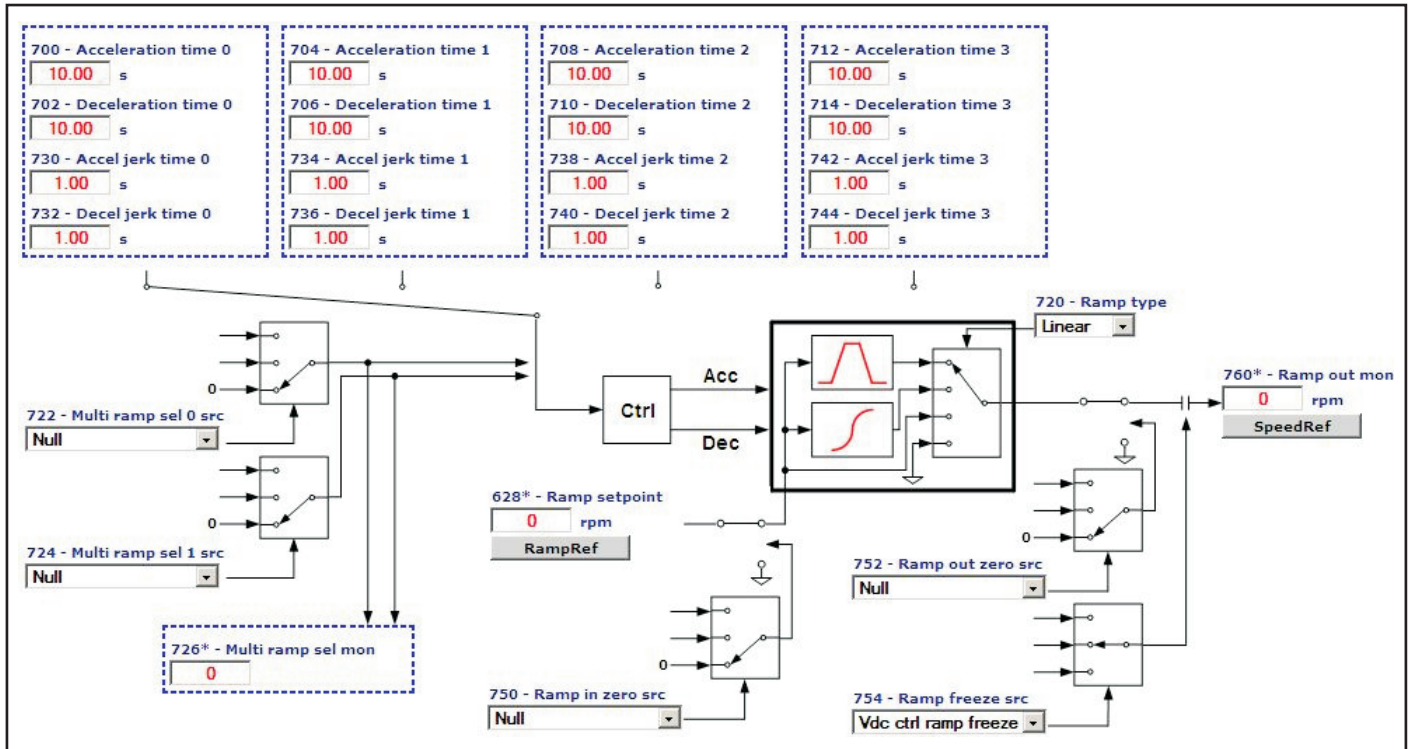 700 - Acceleration time 0
10.00 s
702 - Deceleration time 0
10.00 s
730 - Accel jerk time 0
1.00 s
732 - Decel jerk time 0
1.00 s
704 - Acceleration time 1
10.00 s
706 - Deceleration time 1
10.00 s
734 - Accel jerk time 1
1.00 s
736 - Decel jerk time 1
1.00 s
708 - Acceleration time 2
10.00 s
710 - Deceleration time 2
10.00 s
738 - Accel jerk time 2
1.00 s
740 - Decel jerk time 2
1.00 s
712 - Acceleration time 3
10.00 s
714 - Deceleration time 3
10.00 s
742 - Accel jerk time 3
1.00 s
744 - Decel jerk time 3
1.00 s
720 - Ramp type
Linear
0
722 - Multi ramp sel 0 src
Null
0
724 - Multi ramp sel 1 src
Null
726* - Multi ramp sel mon
0
Ctrl
Acc
Dec
628* - Ramp setpoint
0 rpm
RampRef
0
750 - Ramp in zero src
Null
760* - Ramp out mon
0 rpm
SpeedRef
0
752 - Ramp out zero src
Null
754 - Ramp freeze src
Vdc ctrl ramp freeze